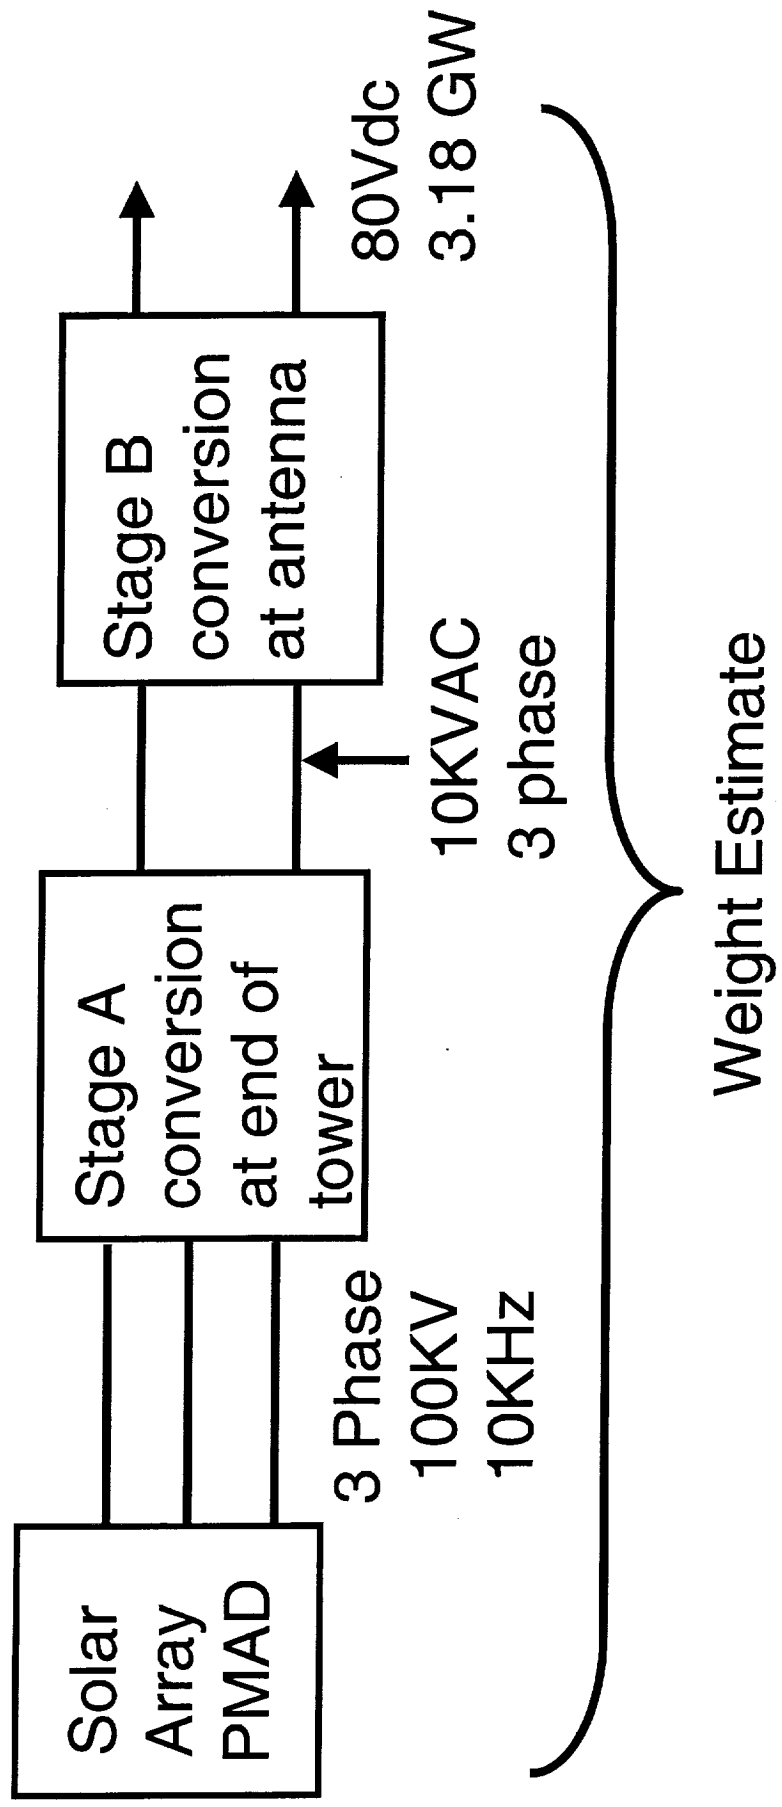 Solar
Array
PMAD
3 Phase
100KV
10KHz
Stage A
conversion
at end of
tower
10KVAC
3 phase
Stage B
conversion
at antenna
80Vdc
3.18 GW
Weight Estimate